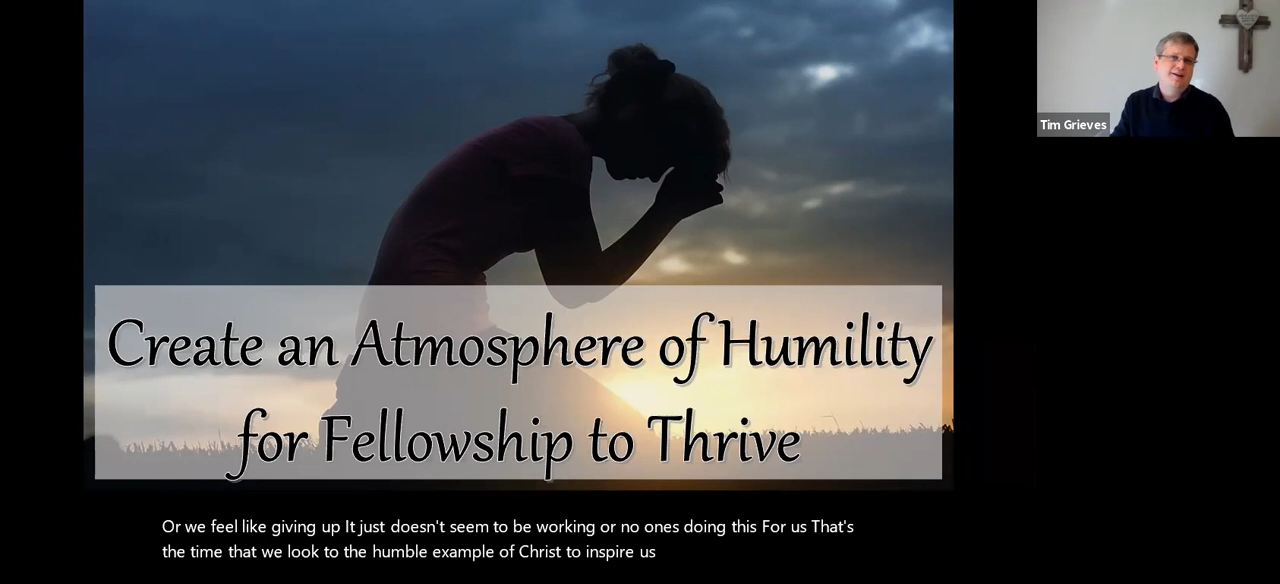 Create an Atmosphere of Humility
for Fellowship to Thrive
Tim Grieves
Or we feel like giving up It just doesn't seem to be working or no ones doing this For us That's
the time that we look to the humble example of Christ to inspire us